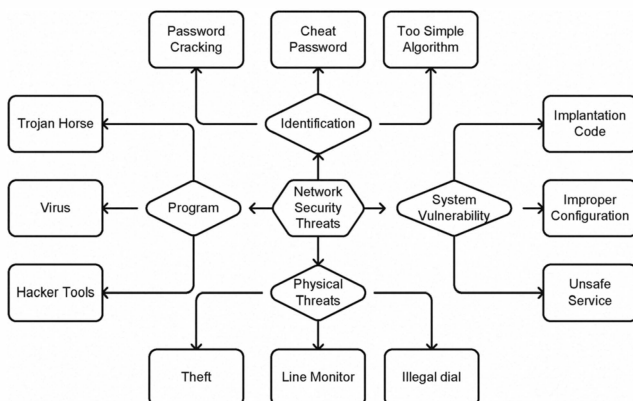 Password
Cracking
Cheat
Password
Too Simple
Algorithm
Trojan Horse
Identification
Implantation
Code
Virus
Program
Network
Security
Threats
System
Vulnerability
Improper
Configuration
Hacker Tools
Physical
Threats
Unsafe
Service
Theft
Line Monitor
Illegal dial